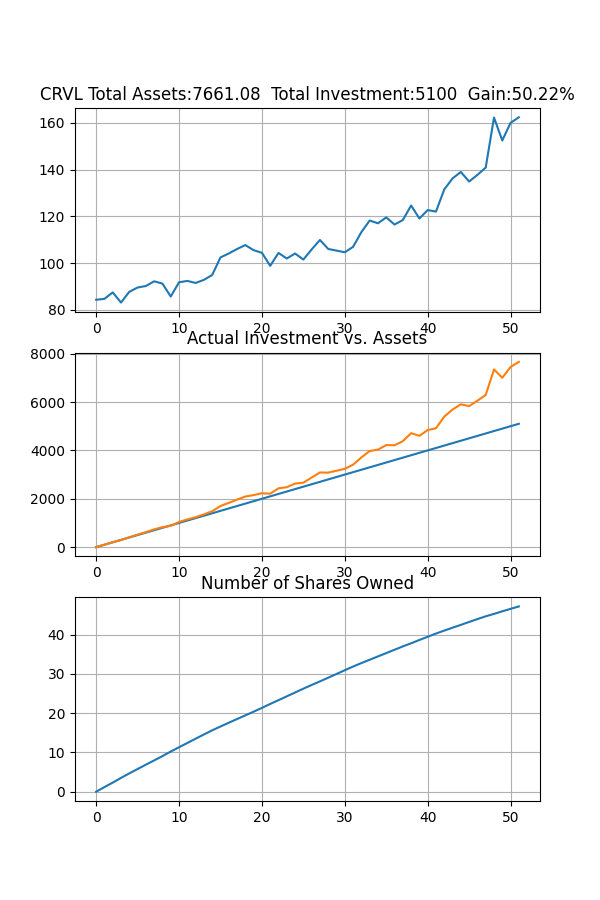 CRVL Total Assets:7661.08  Total Investment:5100  Gain:50.22%
160
140
120
100
80
0 10 20 30 40 50
Actual Investment vs. Assets
8000
6000
4000
2000
0
0 10 20 30 40 50
Number of Shares Owned
40
30
20
10
0
0 10 20 30 40 50